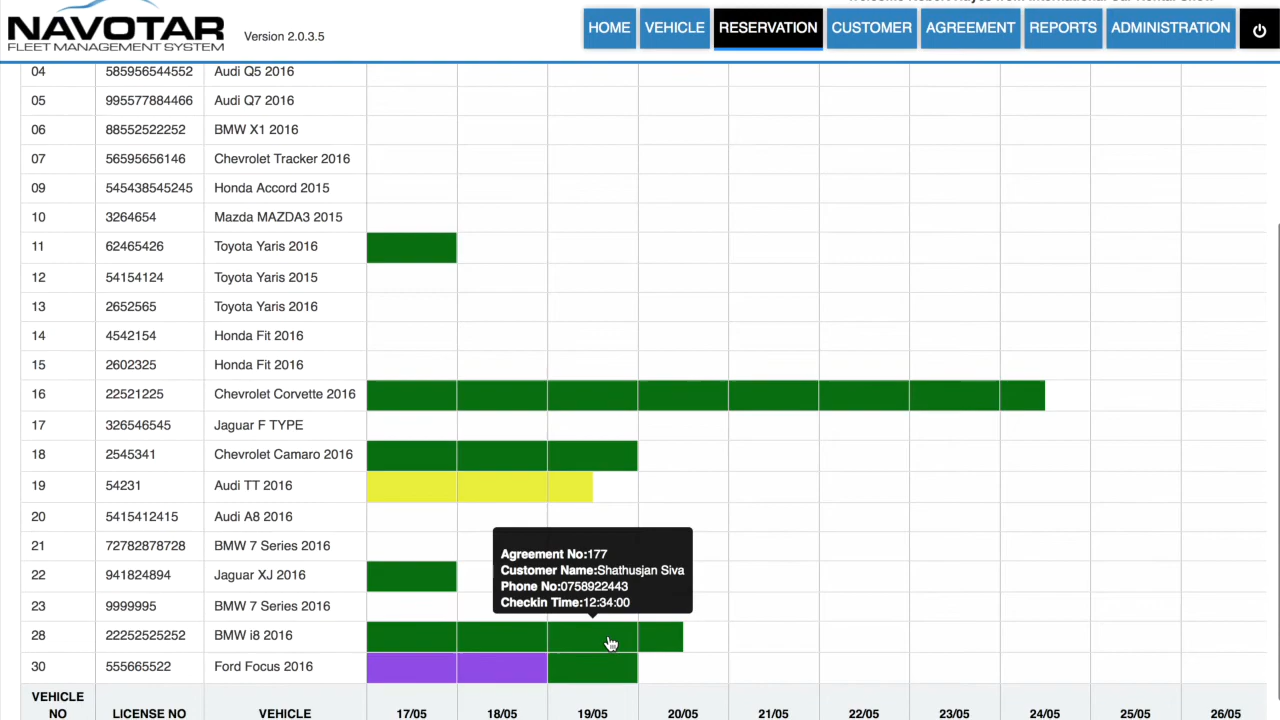 NAVOTAR
FLEET MANAGEMENT SYSTEM
Version 2.0.3.5
HOME VEHICLE RESERVATION CUSTOMER AGREEMENT REPORTS ADMINISTRATION
04 585956544552 Audi Q5 2016
05 995577884466 Audi Q7 2016
06 88552522252 BMW X1 2016
07 56595656146 Chevrolet Tracker 2016
09 545438545245 Honda Accord 2015
10 3264654 Mazda MAZDA3 2015
11 62465426 Toyota Yaris 2016
12 54154124 Toyota Yaris 2015
13 2652565 Toyota Yaris 2016
14 4542154 Honda Fit 2016
15 2602325 Honda Fit 2016
16 22521225 Chevrolet Corvette 2016
17 326546545 Jaguar F TYPE
18 2545341 Chevrolet Camaro 2016
19 54231 Audi TT 2016
20 5415412415 Audi A8 2016
21 72782878728 BMW 7 Series 2016
22 941824894 Jaguar XJ 2016
23 9999995 BMW 7 Series 2016
28 22252525252 BMW i8 2016
30 555665522 Ford Focus 2016
Agreement No:177
Customer Name:Shathusjan Siva
Phone No:0758922443
Checkin Time:12:34:00
VEHICLE
NO LICENSE NO VEHICLE 17/05 18/05 19/05 20/05 21/05 22/05 23/05 24/05 25/05 26/05